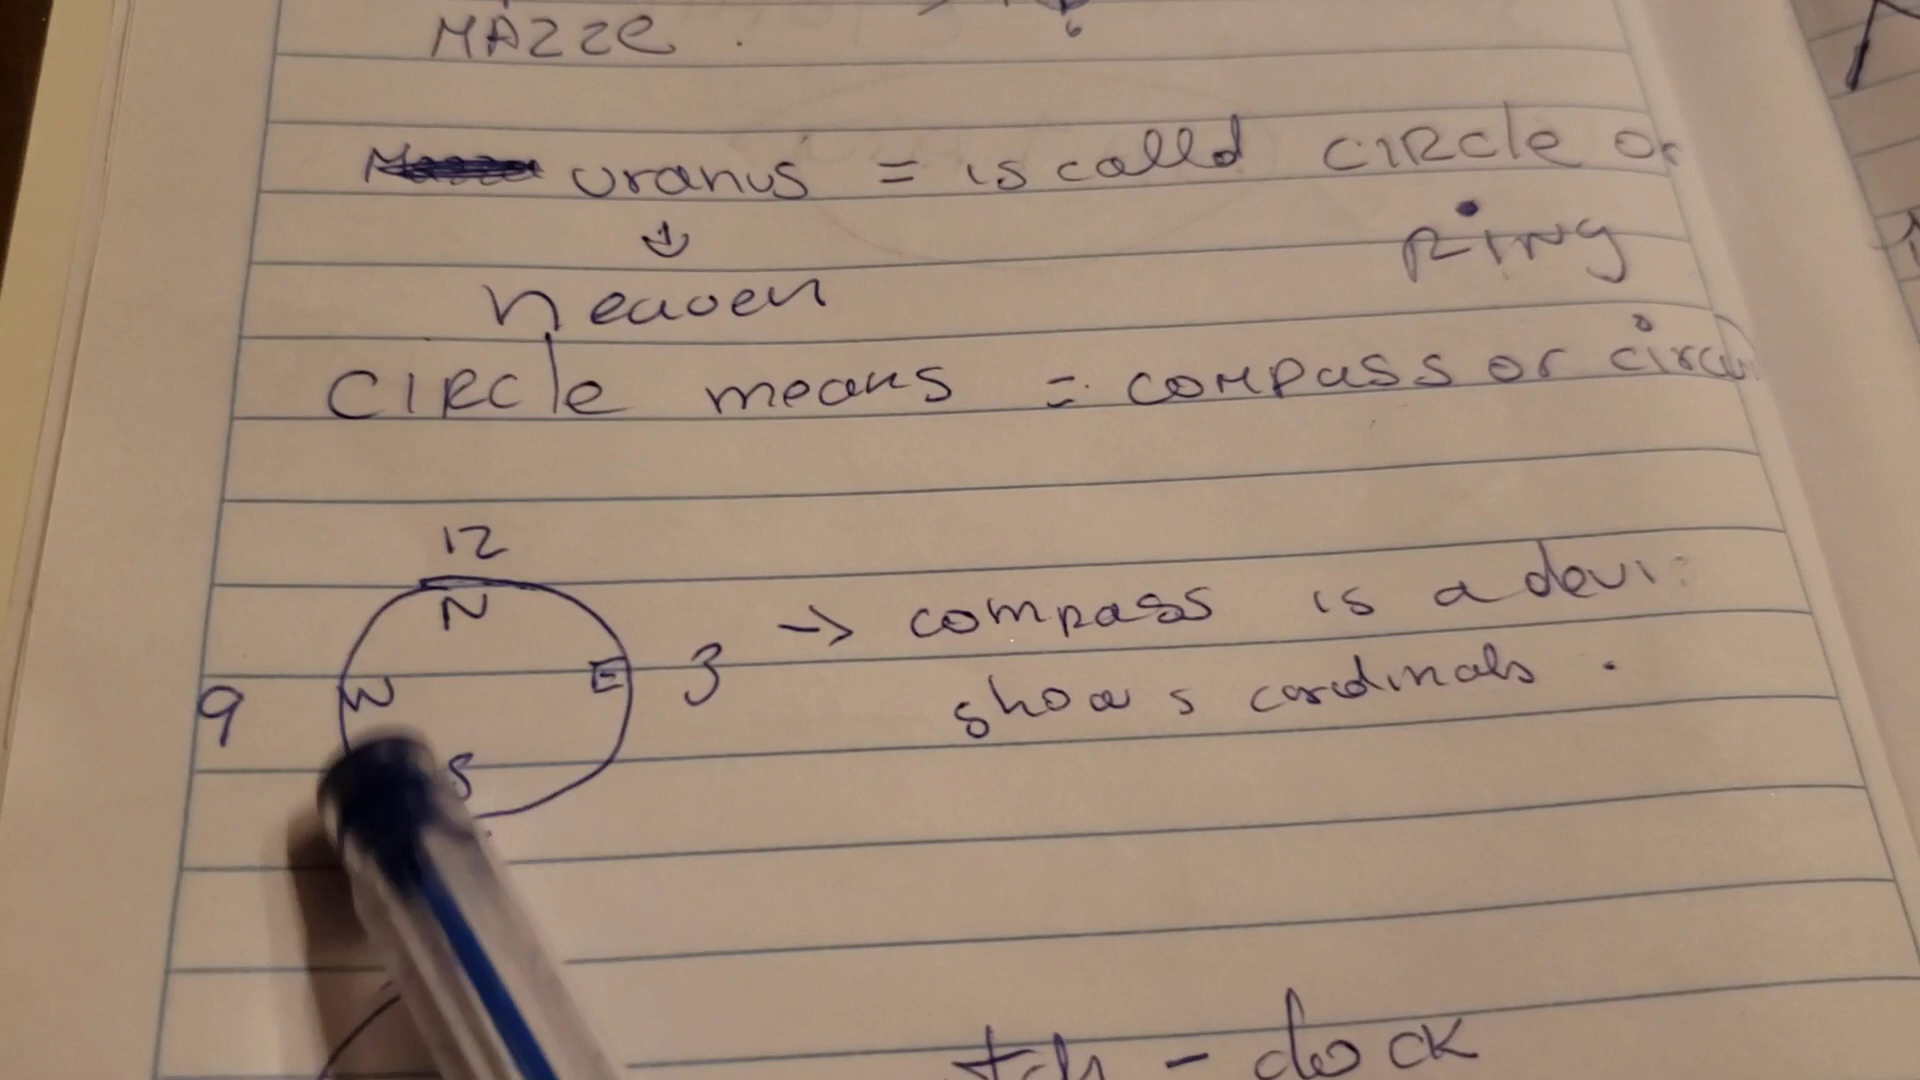 MAZZE .
6
uranus = is called CIRCle or
RiNg
heaven
CIRCle means = compass or
12
N
9 W E 3
S
-> compass is a
shows cardinals .
- clock